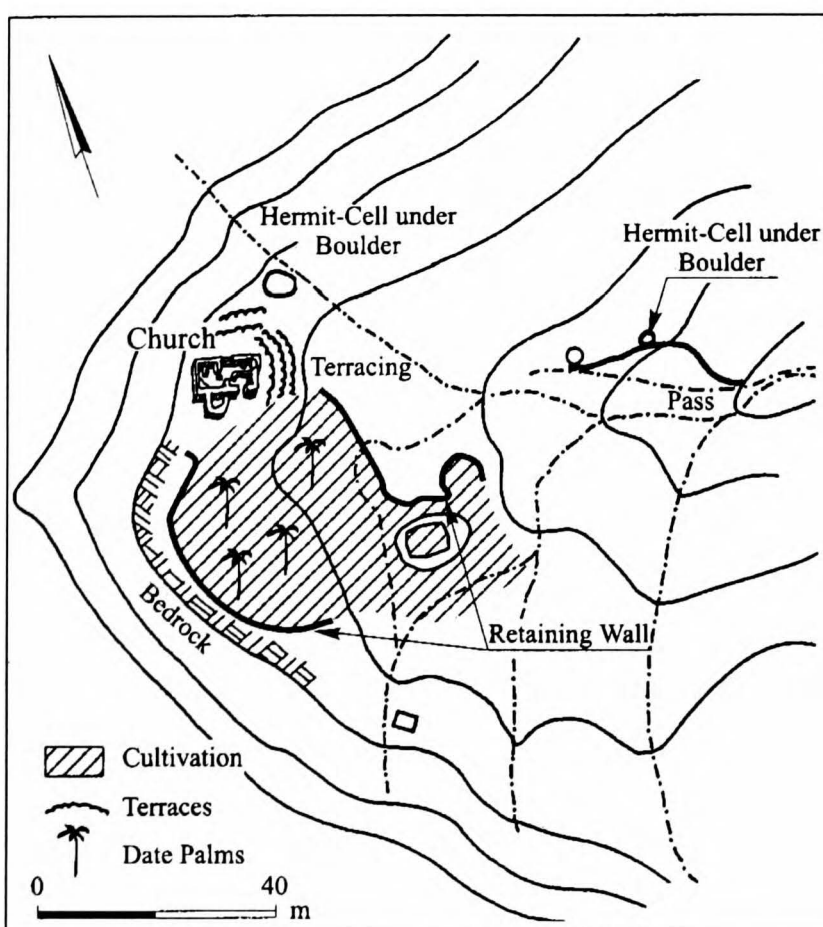 Hermit-Cell under
Boulder
Hermit-Cell under
Boulder
Church
Terracing
Pass
Bedrock
Retaining Wall
Cultivation
Terraces
Date Palms
0 40
m